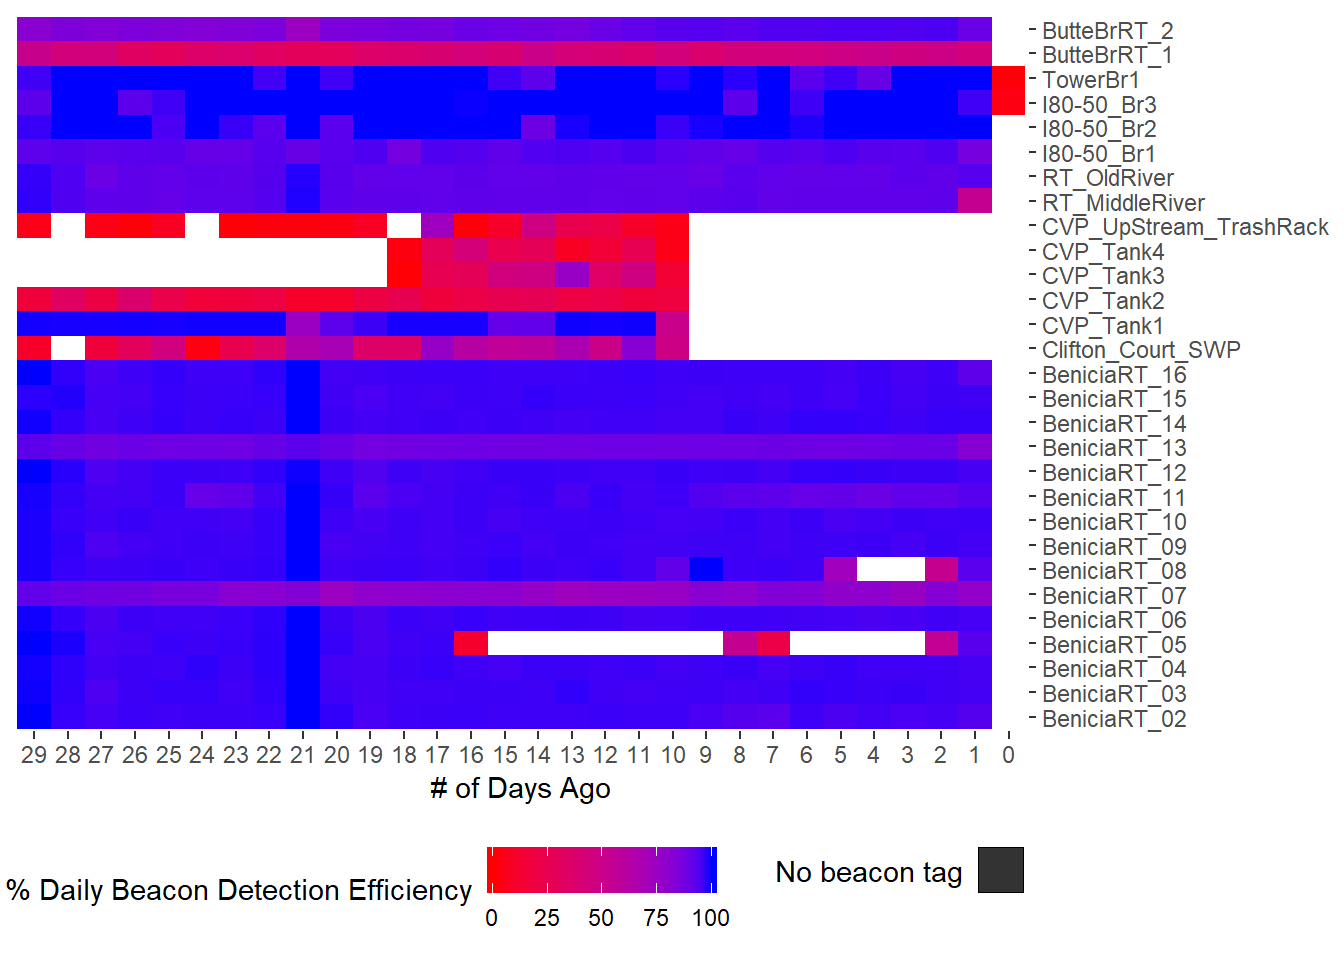 ButteBrRT_2
ButteBrRT_1
TowerBr1
I80-50_Br3
I80-50_Br2
I80-50_Br1
RT_OldRiver
RT_MiddleRiver
CVP_UpStream_TrashRack
CVP_Tank4
CVP_Tank3
CVP_Tank2
CVP_Tank1
Clifton_Court_SWP
BeniciaRT_16
BeniciaRT_15
BeniciaRT_14
BeniciaRT_13
BeniciaRT_12
BeniciaRT_11
BeniciaRT_10
BeniciaRT_09
BeniciaRT_08
BeniciaRT_07
BeniciaRT_06
BeniciaRT_05
BeniciaRT_04
BeniciaRT_03
BeniciaRT_02
29 28 27 26 25 24 23 22 21 20 19 18 17 16 15 14 13 12 11 10 9 8 7 6 5 4 3 2 1 0
# of Days Ago
% Daily Beacon Detection Efficiency
0 25 50 75 100
No beacon tag